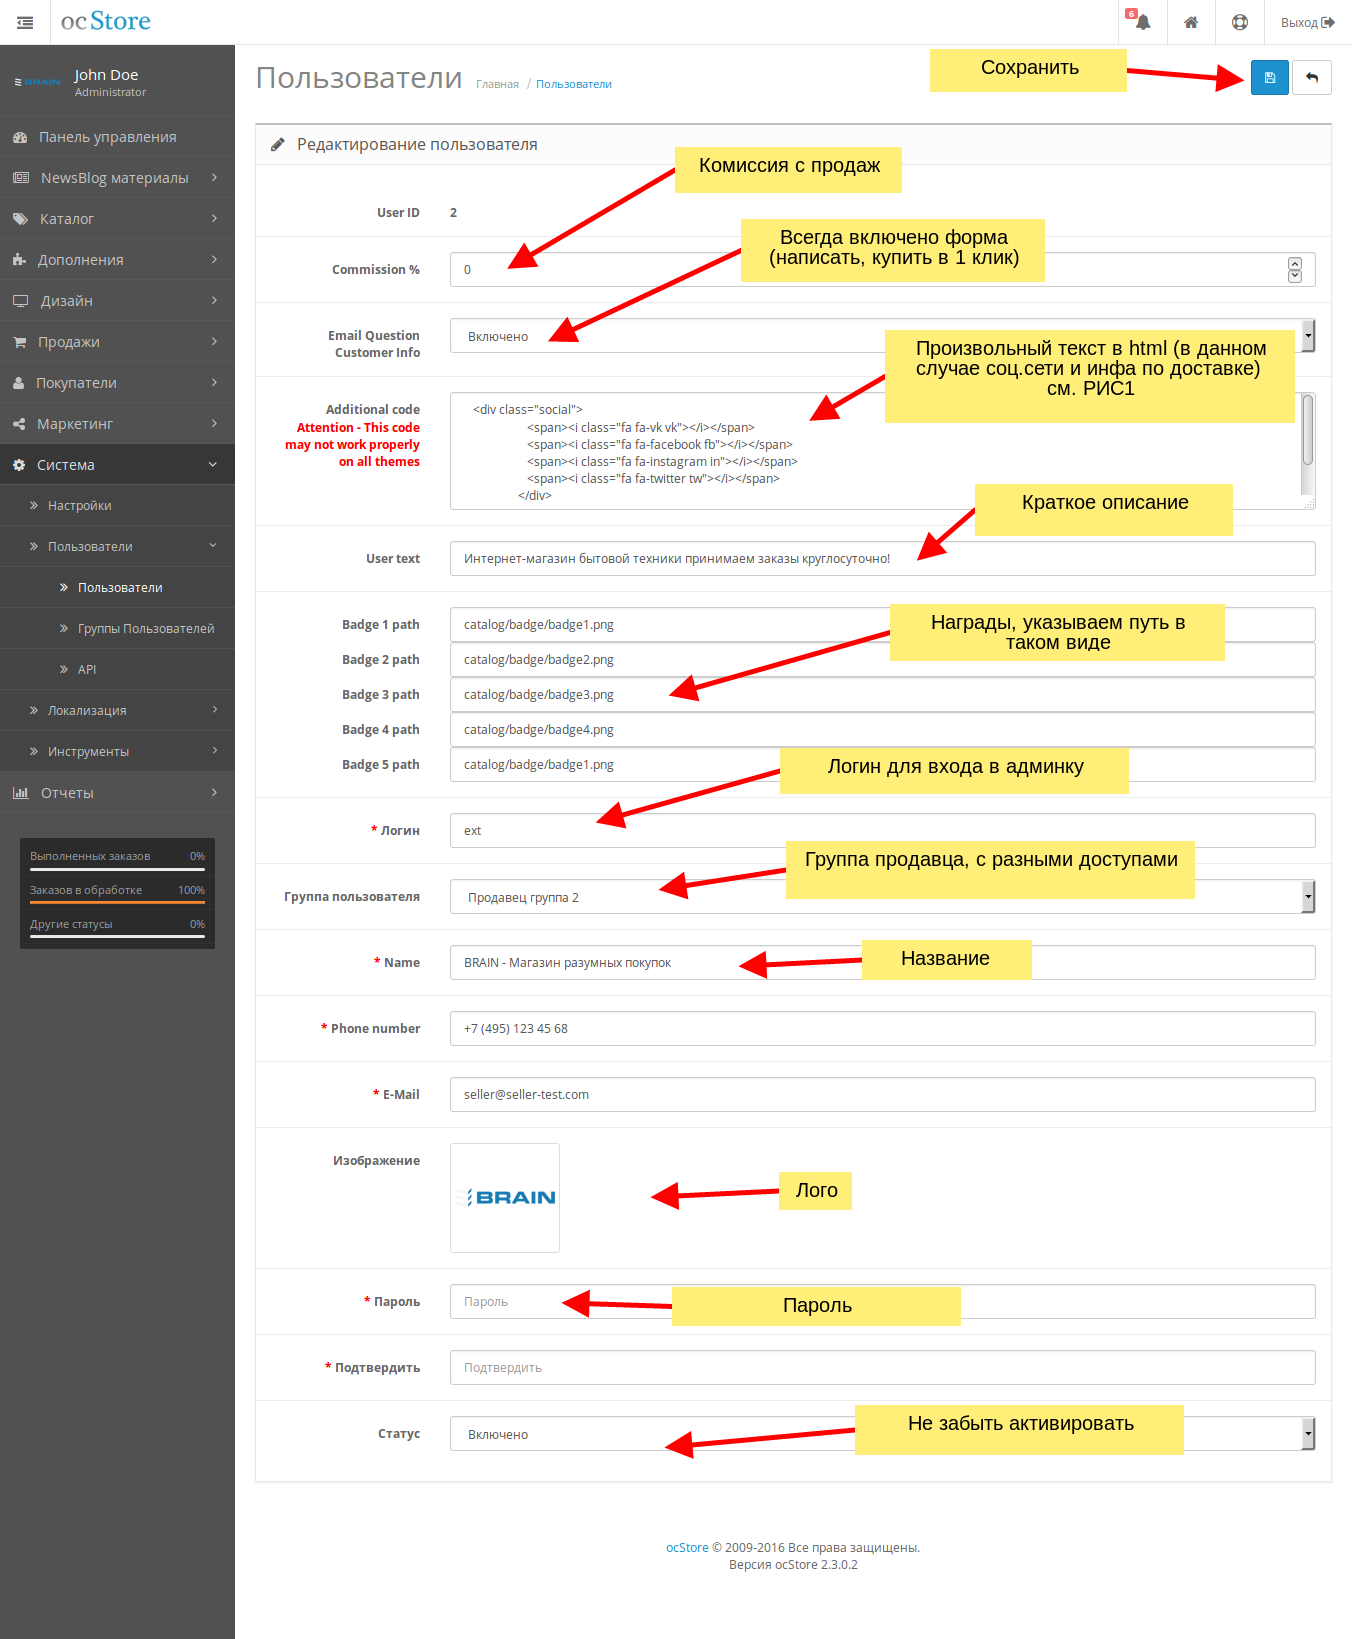 ocStore
6
Выход
BRAIN
John Doe
Administrator
Панель управления
NewsBlog материалы
Каталог
Дополнения
Дизайн
Продажи
Покупатели
Маркетинг
Система
Настройки
Пользователи
Пользователи
Группы Пользователей
API
Локализация
Инструменты
Отчеты
Выполненных заказов 0%
Заказов в обработке 100%
Другие статусы 0%
Пользователи
Главная / Пользователи
Сохранить
Редактирование пользователя
Комиссия с продаж
User ID 2
Всегда включено форма
(написать, купить в 1 клик)
Commission % 0
Email Question
Customer Info
Включено
Произвольный текст в html (в данном
случае соц.сети и инфа по доставке)
см. РИС1
Additional code
Attention - This code
may not work properly
on all themes
<div class="social">
<span><i class="fa fa-vk vk"></i></span>
<span><i class="fa fa-facebook fb"></i></span>
<span><i class="fa fa-instagram in"></i></span>
<span><i class="fa fa-twitter tw"></i></span>
</div>
Краткое описание
User text Интернет-магазин бытовой техники принимаем заказы круглосуточно!
Badge 1 path catalog/badge/badge1.png
Награды, указываем путь в
таком виде
Badge 2 path catalog/badge/badge2.png
Badge 3 path catalog/badge/badge3.png
Badge 4 path catalog/badge/badge4.png
Badge 5 path catalog/badge/badge1.png
Логин для входа в админку
* Логин ext
Группа продавца, с разными доступами
Группа пользователя Продавец группа 2
* Name BRAIN - Магазин разумных покупок
Название
* Phone number +7 (495) 123 45 68
* E-Mail seller@seller-test.com
Изображение
BRAIN
Лого
* Пароль Пароль
Пароль
* Подтвердить Подтвердить
Не забыть активировать
Статус Включено
ocStore © 2009-2016 Все права защищены.
Версия ocStore 2.3.0.2